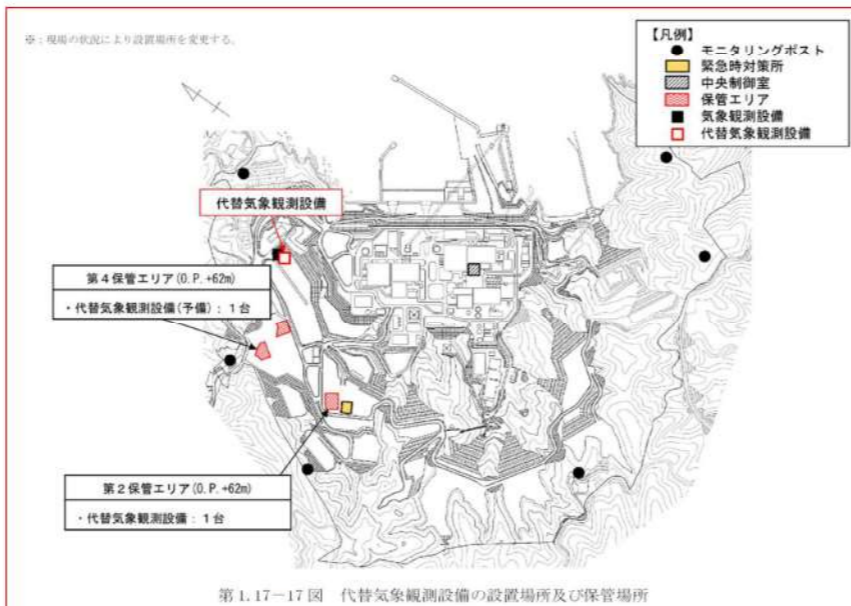 ※：現場の状況により設置場所を変更する。
【凡例】
モニタリングポスト
緊急時対策所
中央制御室
保管エリア
気象観測設備
代替気象観測設備
代替気象観測設備
第４保管エリア(O.P.+62m)
・代替気象観測設備(予備)：１台
第２保管エリア(O.P.+62m)
・代替気象観測設備：１台
第1.17－17図　代替気象観測設備の設置場所及び保管場所